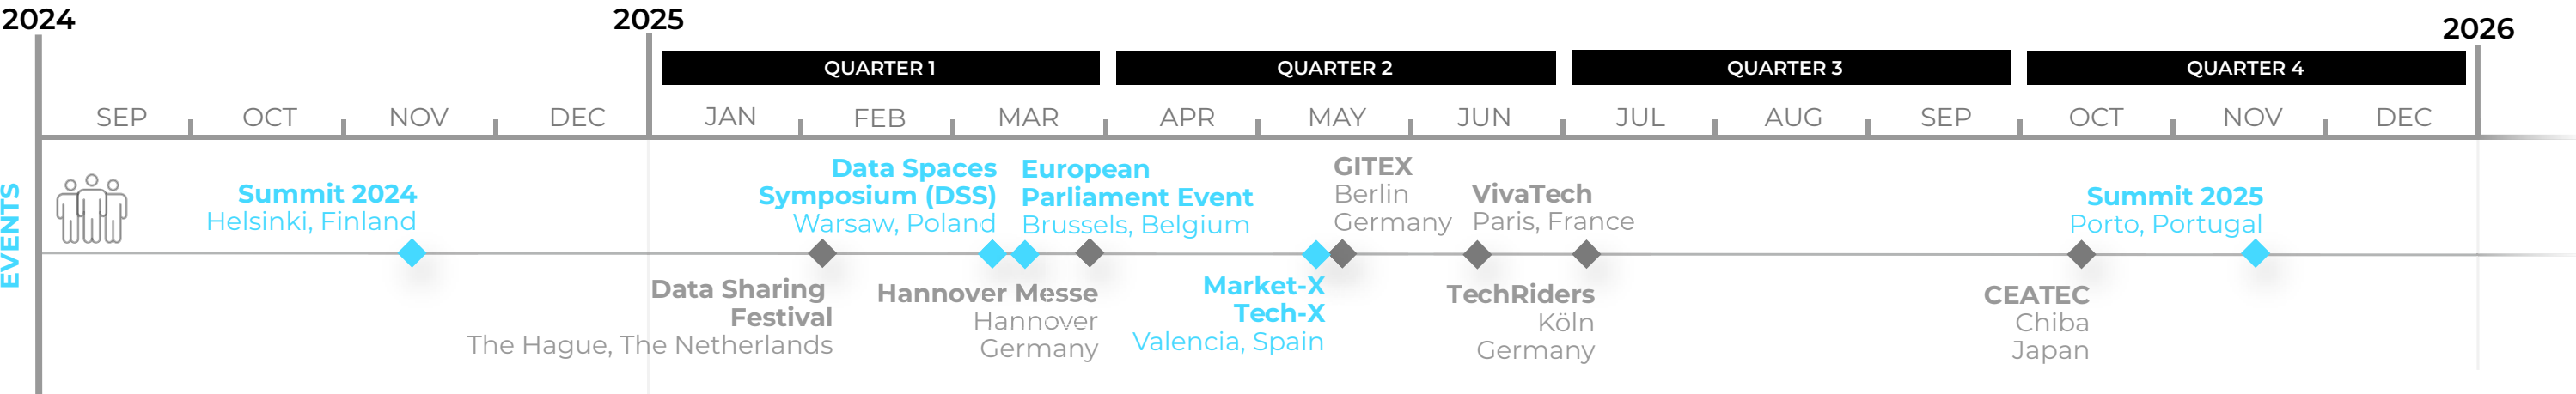 2024
2025
2026
QUARTER 1
QUARTER 2
QUARTER 3
QUARTER 4
SEP
OCT
NOV
DEC
JAN
FEB
MAR
APR
MAY
JUN
JUL
AUG
SEP
OCT
NOV
DEC
EVENTS
Summit 2024
Helsinki, Finland
Data Spaces
Symposium (DSS)
Warsaw, Poland
European
Parliament Event
Brussels, Belgium
GITEX
Berlin
Germany
VivaTech
Paris, France
Summit 2025
Porto, Portugal
Data Sharing
Festival
The Hague, The Netherlands
Hannover Messe
Hannover
Germany
Market-X
Tech-X
Valencia, Spain
TechRiders
Köln
Germany
CEATEC
Chiba
Japan